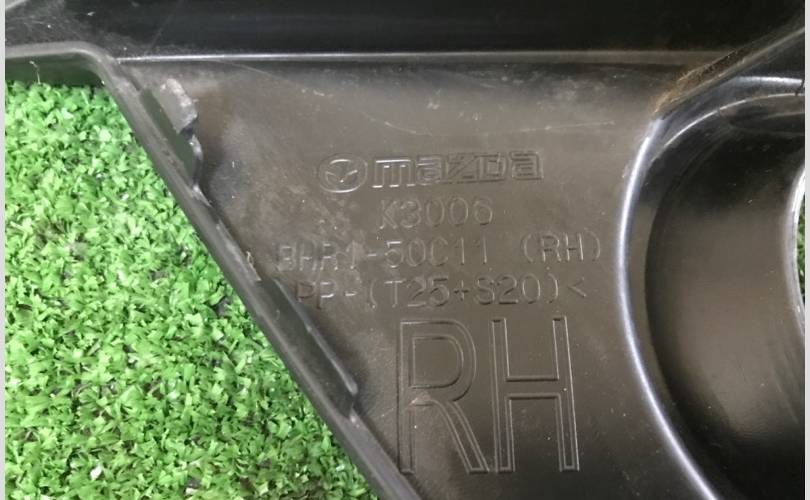 mazda
K3006
BHR1-50C11 (RH)
PP-(T25+S20)<
RH